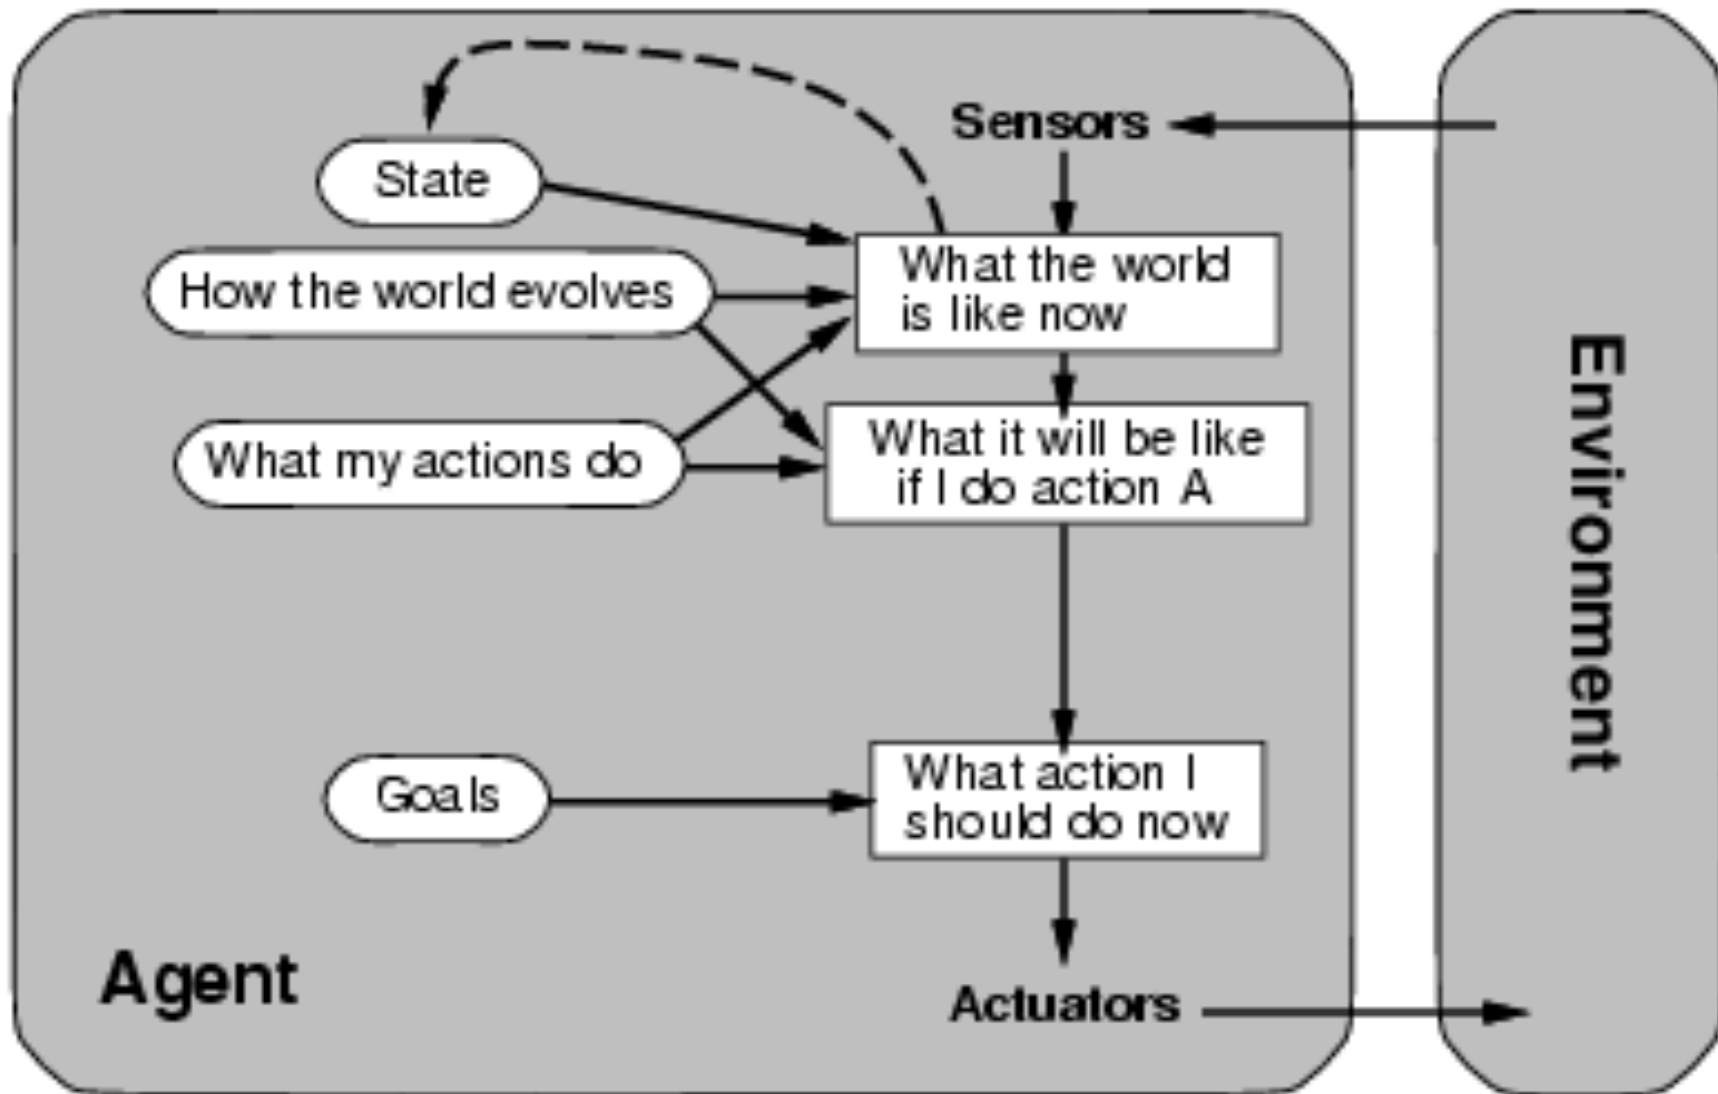 Sensors
State
What the world
is like now
How the world evolves
What my actions do
What it will be like
if I do action A
Goals
What action I
should do now
Agent
Actuators
Environment